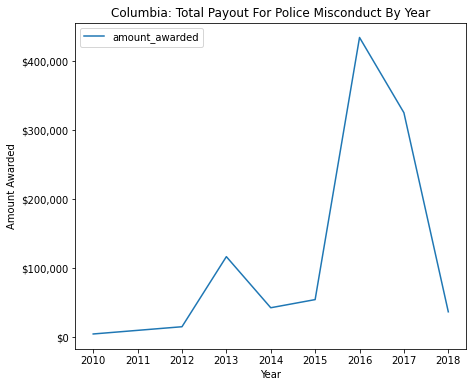 Columbia: Total Payout For Police Misconduct By Year
amount_awarded
Amount Awarded
$400,000
$300,000
$200,000
$100,000
$0
2010 2011 2012 2013 2014 2015 2016 2017 2018
Year